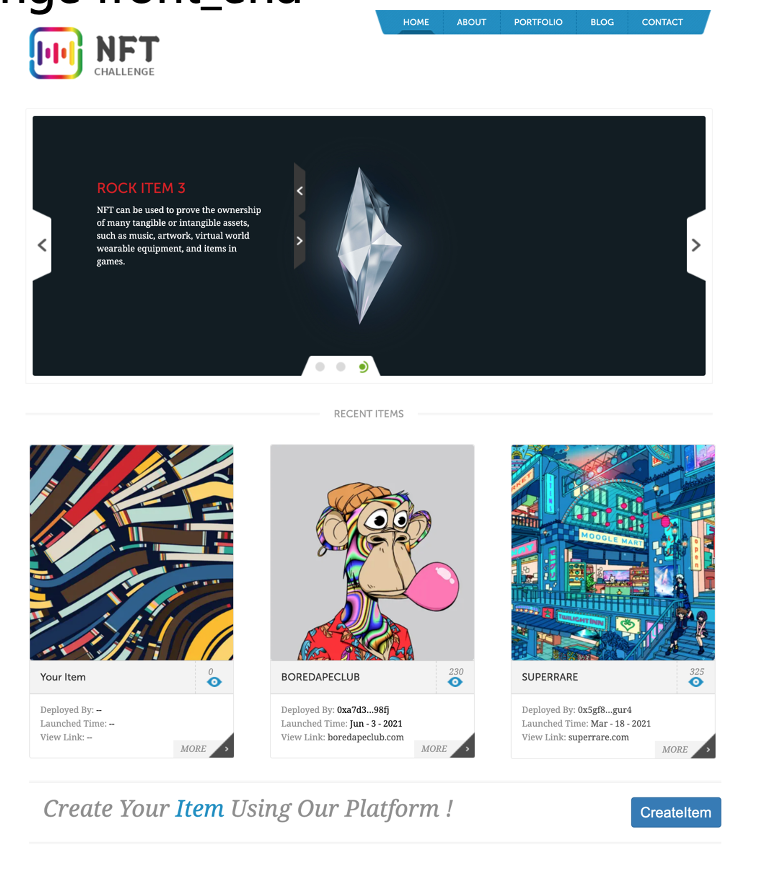 nge front_end
HOME ABOUT PORTFOLIO BLOG CONTACT
NFT
CHALLENGE
ROCK ITEM 3
NFT can be used to prove the ownership
of many tangible or intangible assets,
such as music, artwork, virtual world
wearable equipment, and items in
games.
RECENT ITEMS
MOOGLE MART
TWILIGHT INN
open
Your Item 0
Deployed By: --
Launched Time: --
View Link: --
MORE
BOREDAPECLUB 230
Deployed By: 0xa7d3...98fj
Launched Time: Jun - 3 - 2021
View Link: boredapeclub.com
MORE
SUPERRARE 325
Deployed By: 0x5gf8...gur4
Launched Time: Mar - 18 - 2021
View Link: superrare.com
MORE
Create Your Item Using Our Platform !
CreateItem